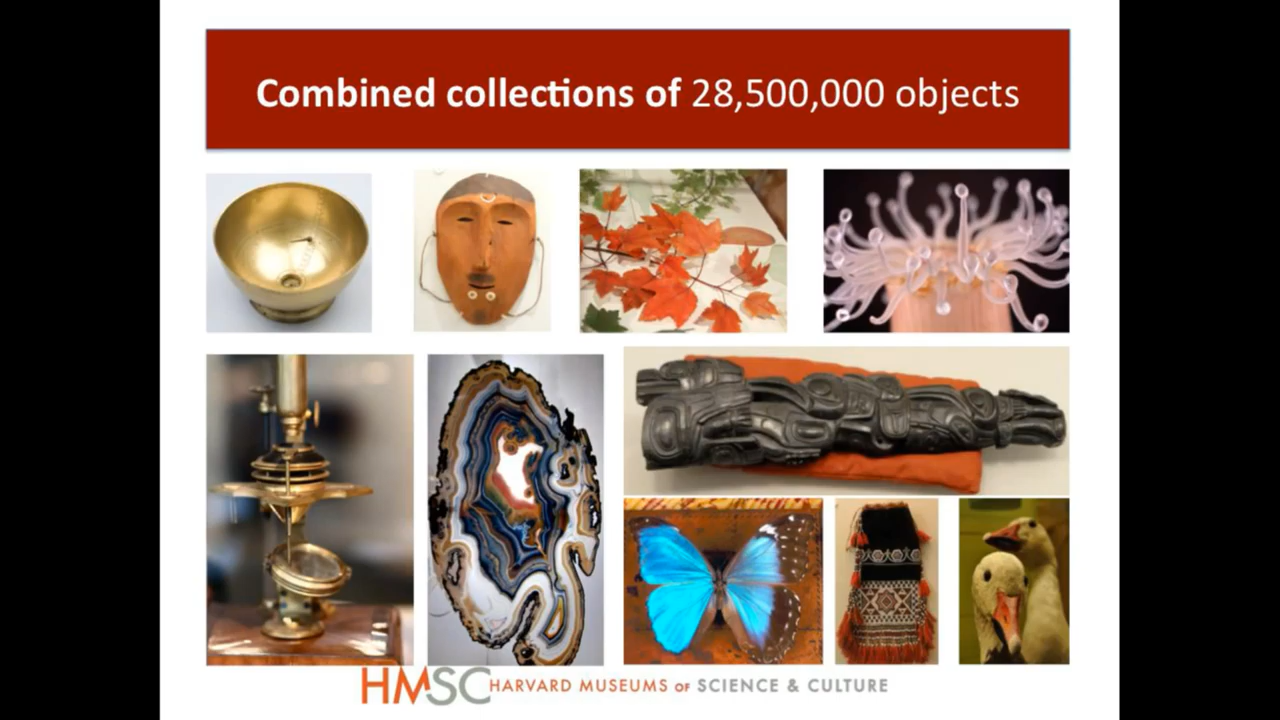 Combined collections of 28,500,000 objects
HMSC HARVARD MUSEUMS OF SCIENCE & CULTURE